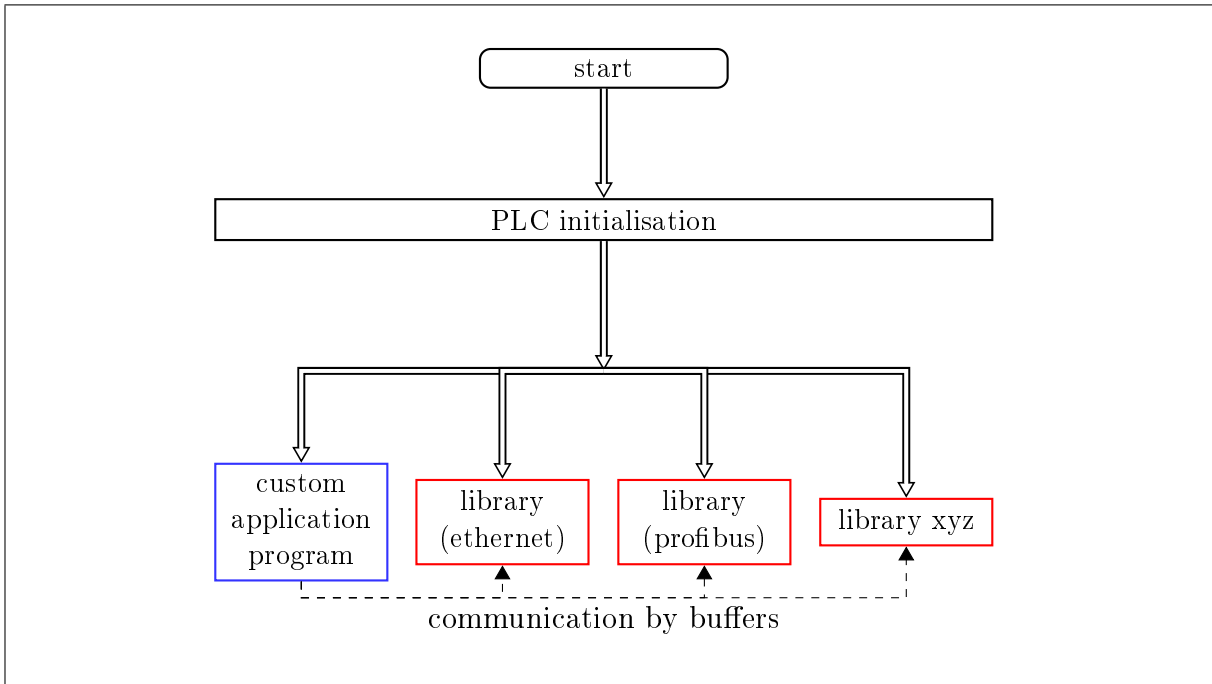 start
PLC initialisation
custom
application
program
library
(ethernet)
library
(profibus)
library xyz
communication by buffers